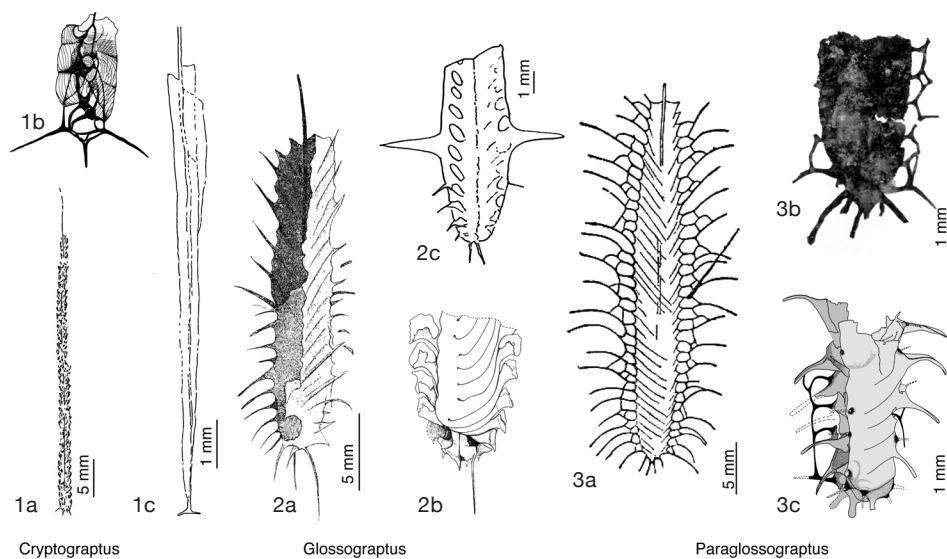 1b
1 mm
2c
3b
1 mm
1a
5 mm
1c
1 mm
2a
5 mm
2b
3a
5 mm
3c
1 mm
Cryptograptus
Glossograptus
Paraglossograptus